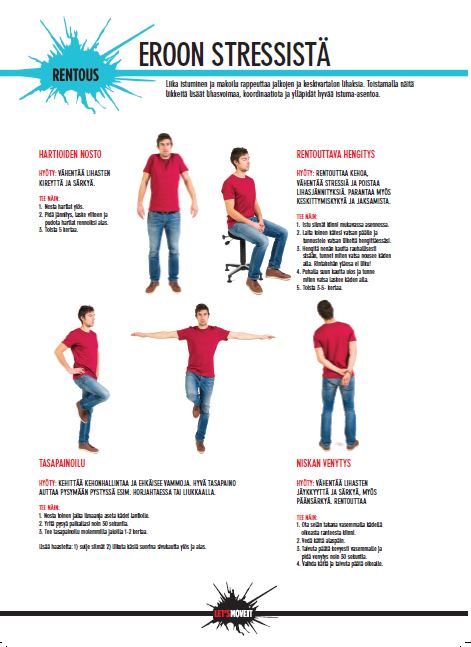 EROON STRESSISTÄ
RENTOUS
Liika istuminen ja makoilu rappeuttaa jalkojen ja keskivartalon lihaksia. Toistamalla näitä
liikkeitä lisäät lihasvoimaa, koordinaatiota ja ylläpidät hyvää istuma-asentoa.
HARTIOIDEN NOSTO
HYÖTY: VÄHENTÄÄ LIHASTEN
KIREYTTÄ JA SÄRKYÄ.
TEE NÄIN:
1. Nosta hartiat ylös.
2. Pidä jännitys, laske viiteen ja
pudota hartiat rennoiksi alas.
3. Toista 5 kertaa.
RENTOUTTAVA HENGITYS
HYÖTY: RENTOUTTAA KEHOA,
VÄHENTÄÄ STRESSIÄ JA POISTAA
LIHASJÄNNITYKSIÄ. PARANTAA MYÖS
KESKITTYMISKYKYÄ JA JAKSAMISTA.
TEE NÄIN:
1. Istu silmät kiinni mukavassa asennossa.
2. Laita toinen kätesi vatsan päälle ja
tunnustele vatsan liikettä hengittäessäsi.
3. Hengitä nenän kautta rauhallisesti
sisään, tunnet miten vatsa nousee käden
alla. Rintakehän yläosa ei liiku!
4. Puhalla suun kautta ulos ja tunne
miten vatsa laskee käden alla.
5. Toista 3-5- kertaa.
TASAPAINOILU
HYÖTY: KEHITTÄÄ KEHONHALLINTAA JA EHKÄISEE VAMMOJA. HYVÄ TASAPAINO
AUTTAA PYSYMÄÄN PYSTYSSÄ ESIM. HORJAHTAESSA TAI LIUKKAALLA.
TEE NÄIN:
1. Nosta toinen jalka ilmaanja aseta kädet lantiolle.
2. Yritä pysyä paikallasi noin 30 sekuntia.
3. Tee tasapainoilu molemmilla jaloilla 1-2 kertaa.
Lisää haastetta: 1) sulje silmät 2) liikuta käsiä suorina sivukautta ylös ja alas.
NISKAN VENYTYS
HYÖTY: VÄHENTÄÄ LIHASTEN
JÄYKKYYTTÄ JA SÄRKYÄ, MYÖS
PÄÄNSÄRKYÄ. RENTOUTTAA
TEE NÄIN:
1. Ota selän takana vasemmalla kädellä
oikeasta ranteesta kiinni.
2. Vedä kättä alaspäin.
3. Taivuta päätä kevyesti vasemmalle ja
pidä venytys noin 30 sekuntia.
4. Vaihda kättä ja taivuta päätä oikealle.
LET'S MOVE IT